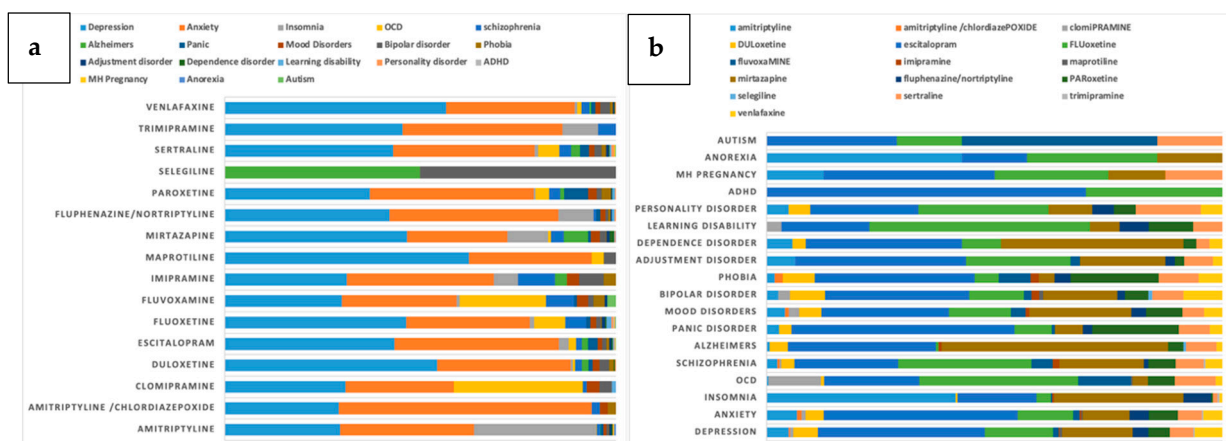 a
Depression Anxiety Insomnia OCD schizophrenia
Alzheimers Panic Mood Disorders Bipolar disorder Phobia
Adjustment disorder Dependence disorder Learning disability Personality disorder ADHD
MH Pregnancy Anorexia Autism
VENLAFAXINE
TRIMIPRAMINE
SERTRALINE
SELEGILINE
PAROXETINE
FLUPHENAZINE/NORTRIPTYLINE
MIRTAZAPINE
MAPROTILINE
IMIPRAMINE
FLUVOXAMINE
FLUOXETINE
ESCITALOPRAM
DULOXETINE
CLOMIPRAMINE
AMITRIPTYLINE /CHLORDIAZEPOXIDE
AMITRIPTYLINE
b
amitriptyline amitriptyline /chlordiazePOXIDE clomiPRAMINE
DULoxetine escitalopram FLUoxetine
fluvoxaMINE imipramine maprotiline
mirtazapine fluphenazine/nortriptyline PARoxetine
selegiline sertraline trimipramine
venlafaxine
AUTISM
ANOREXIA
MH PREGNANCY
ADHD
PERSONALITY DISORDER
LEARNING DISABILITY
DEPENDENCE DISORDER
ADJUSTMENT DISORDER
PHOBIA
BIPOLAR DISORDER
MOOD DISORDERS
PANIC DISORDER
ALZHEIMERS
SCHIZOPHRENIA
OCD
INSOMNIA
ANXIETY
DEPRESSION